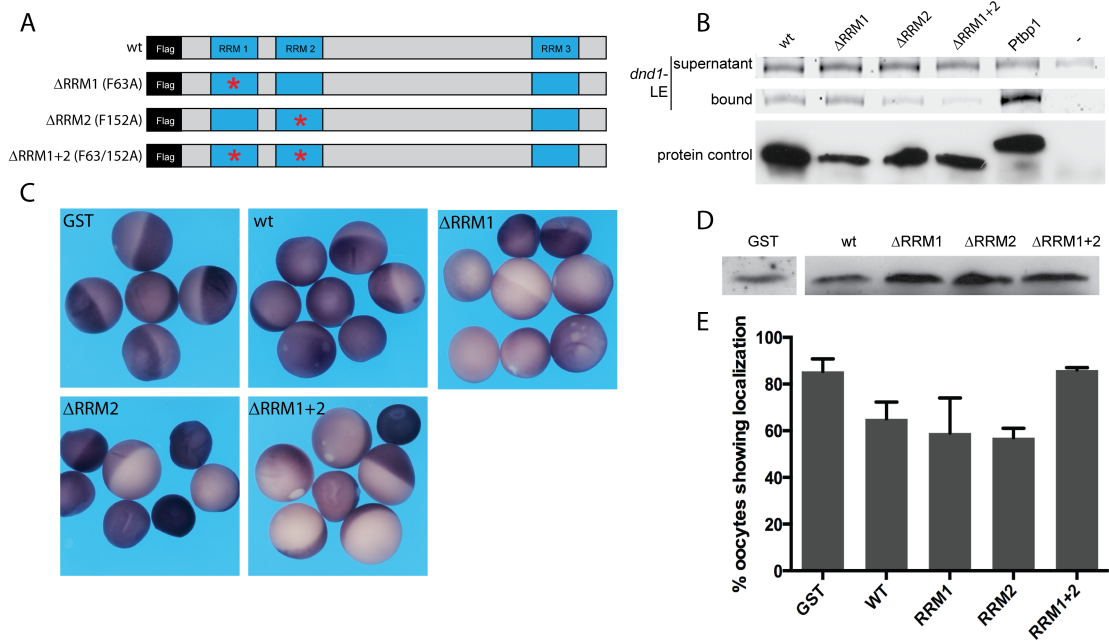 A
wt
Flag
RRM 1
RRM 2
RRM 3
ΔRRM1 (F63A)
Flag
*
ΔRRM2 (F152A)
Flag
*
ΔRRM1+2 (F63/152A)
Flag
*
*
B
wt
ΔRRM1
ΔRRM2
ΔRRM1+2
Ptbp1
-
dnd1-
LE
supernatant
bound
protein control
C
GST
wt
ΔRRM1
ΔRRM2
ΔRRM1+2
D
GST
wt
ΔRRM1
ΔRRM2
ΔRRM1+2
E
% oocytes showing localization
100
80
60
40
20
0
GST
WT
RRM1
RRM2
RRM1+2